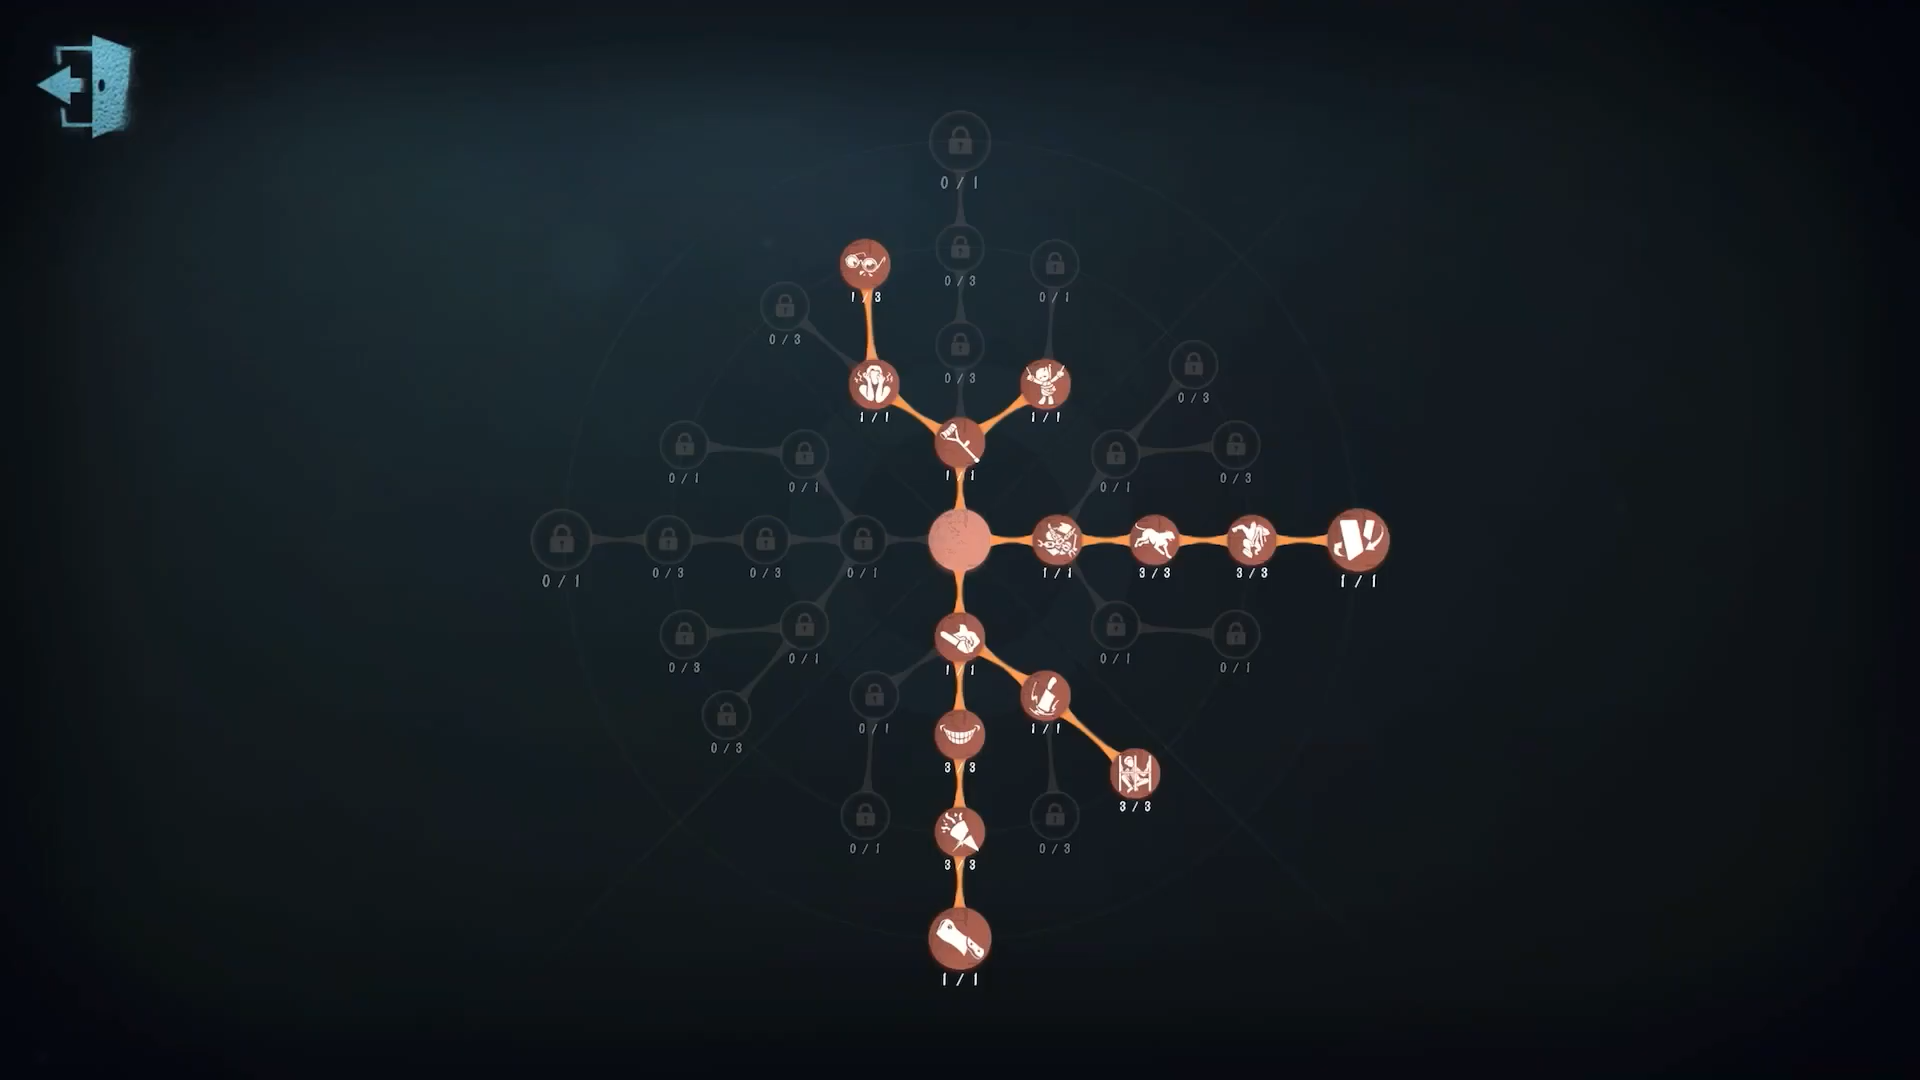 0 / 1
0 / 3 0 / 1
1 / 3
0 / 3
0 / 3
0 / 3
1 / 1 1 / 1
1 / 1
0 / 1 0 / 3
0 / 1 0 / 1
0 / 1 0 / 3 0 / 3 0 / 1 1 / 1 3 / 3 3 / 3 1 / 1
0 / 1 0 / 1
0 / 3 1 / 1 0 / 1
0 / 1 1 / 1
0 / 3
3 / 3
3 / 3
0 / 1 0 / 3
3 / 3
1 / 1